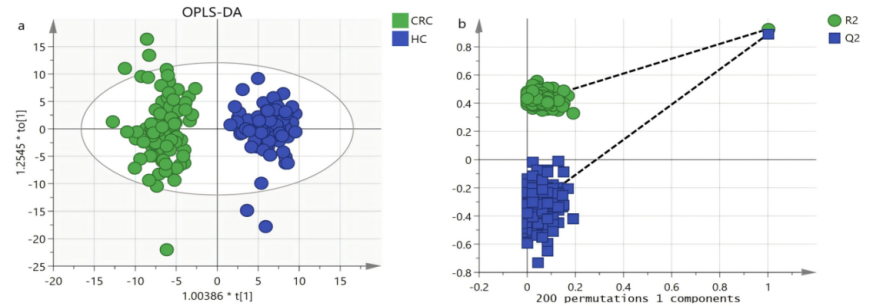 OPLS-DA
a
CRC
HC
15
10
5
0
-5
-10
-15
-20
-25
1.2545 * to[1]
-20 -15 -10 -5 0 5 10 15
1.00386 * t[1]
b
R2
Q2
0.8
0.6
0.4
0.2
0
-0.2
-0.4
-0.6
-0.8
-0.2 0 0.2 0.4 0.6 0.8 1
200 permutations 1 components